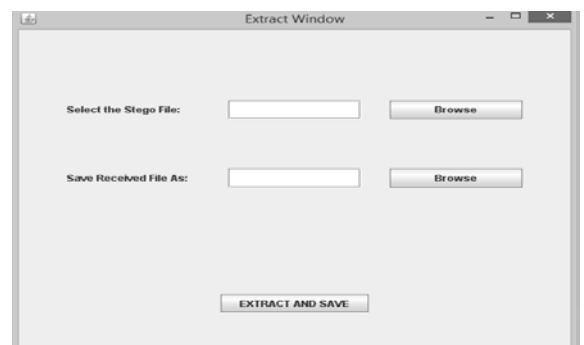 Extract Window
Select the Stego File:
Browse
Save Received File As:
Browse
EXTRACT AND SAVE